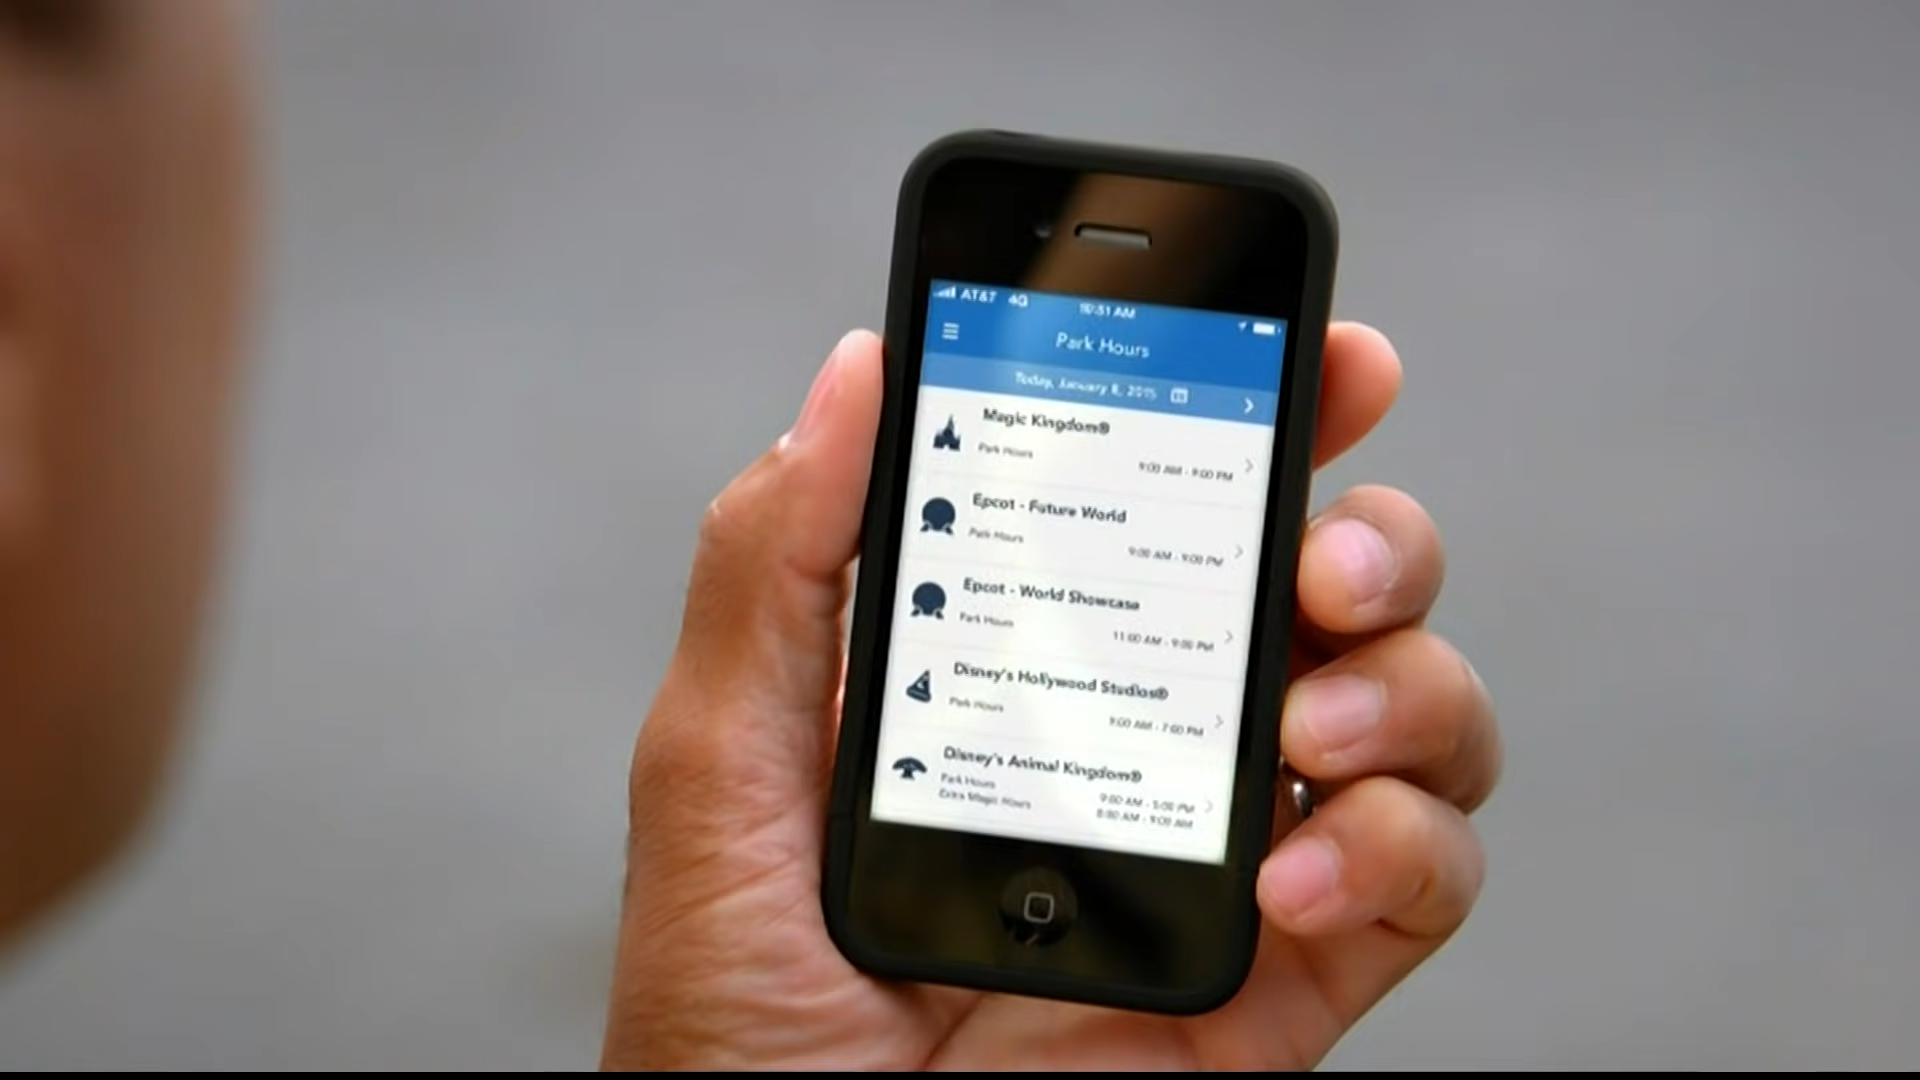 AT&T 4G 10:51 AM
Park Hours
Today, January 8, 2015
Magic Kingdom®
Park Hours
9:00 AM - 9:00 PM
Epcot - Future World
Park Hours
9:00 AM - 9:00 PM
Epcot - World Showcase
Park Hours
11:00 AM - 9:00 PM
Disney's Hollywood Studios®
Park Hours
9:00 AM - 7:00 PM
Disney's Animal Kingdom®
Park Hours 9:00 AM - 5:00 PM
Extra Magic Hours 8:00 AM - 9:00 AM